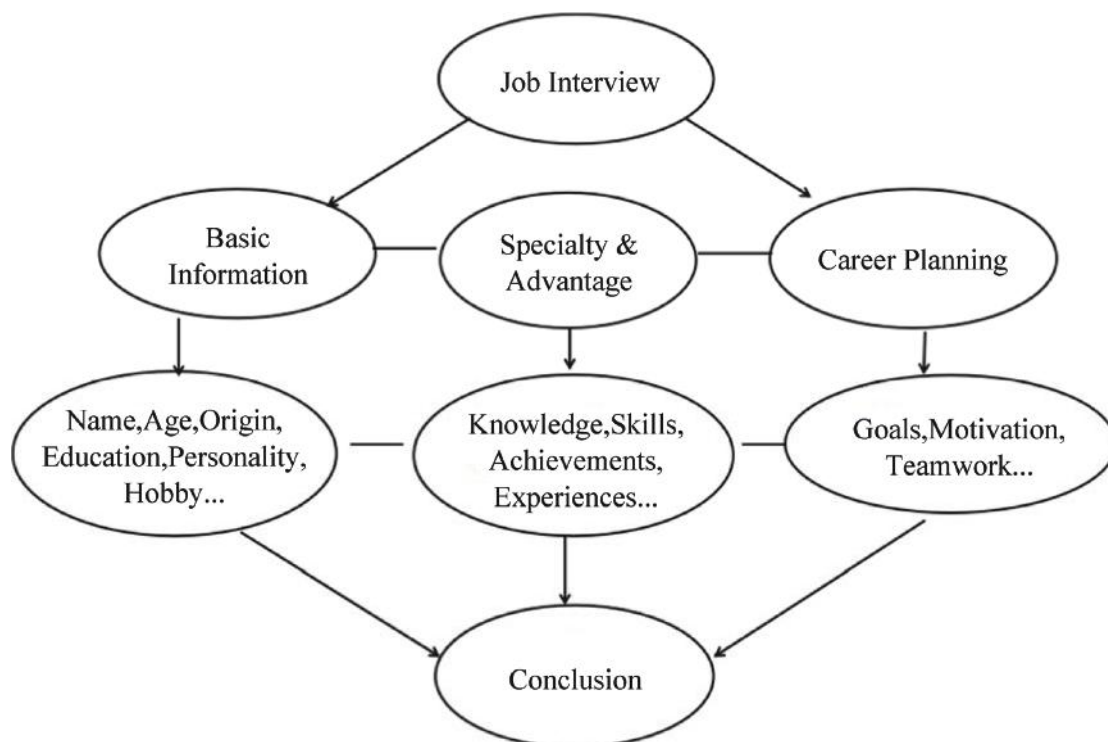 Job Interview
Basic
Information
Specialty &
Advantage
Career Planning
Name,Age,Origin,
Education,Personality,
Hobby...
Knowledge,Skills,
Achievements,
Experiences...
Goals,Motivation,
Teamwork...
Conclusion